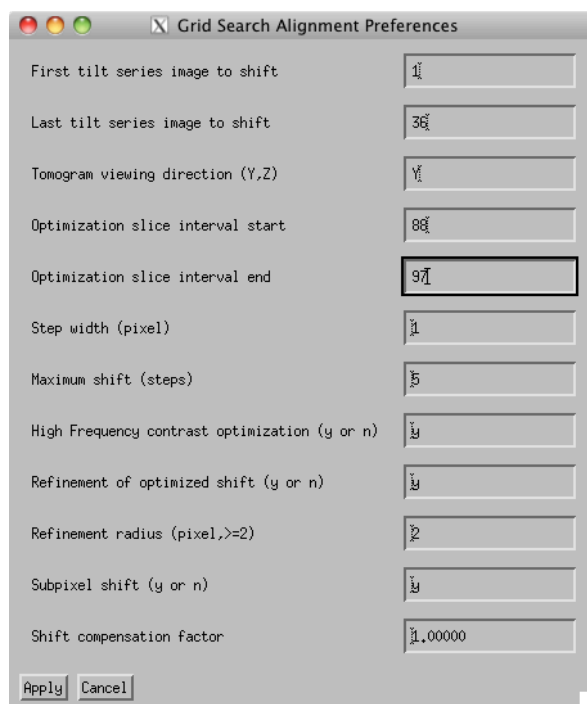 X Grid Search Alignment Preferences
First tilt series image to shift 1
Last tilt series image to shift 36
Tomogram viewing direction (Y,Z) Y
Optimization slice interval start 88
Optimization slice interval end 97
Step width (pixel) 1
Maximum shift (steps) 5
High Frequency contrast optimization (y or n) y
Refinement of optimized shift (y or n) y
Refinement radius (pixel,>=2) 2
Subpixel shift (y or n) y
Shift compensation factor 1.00000
Apply Cancel